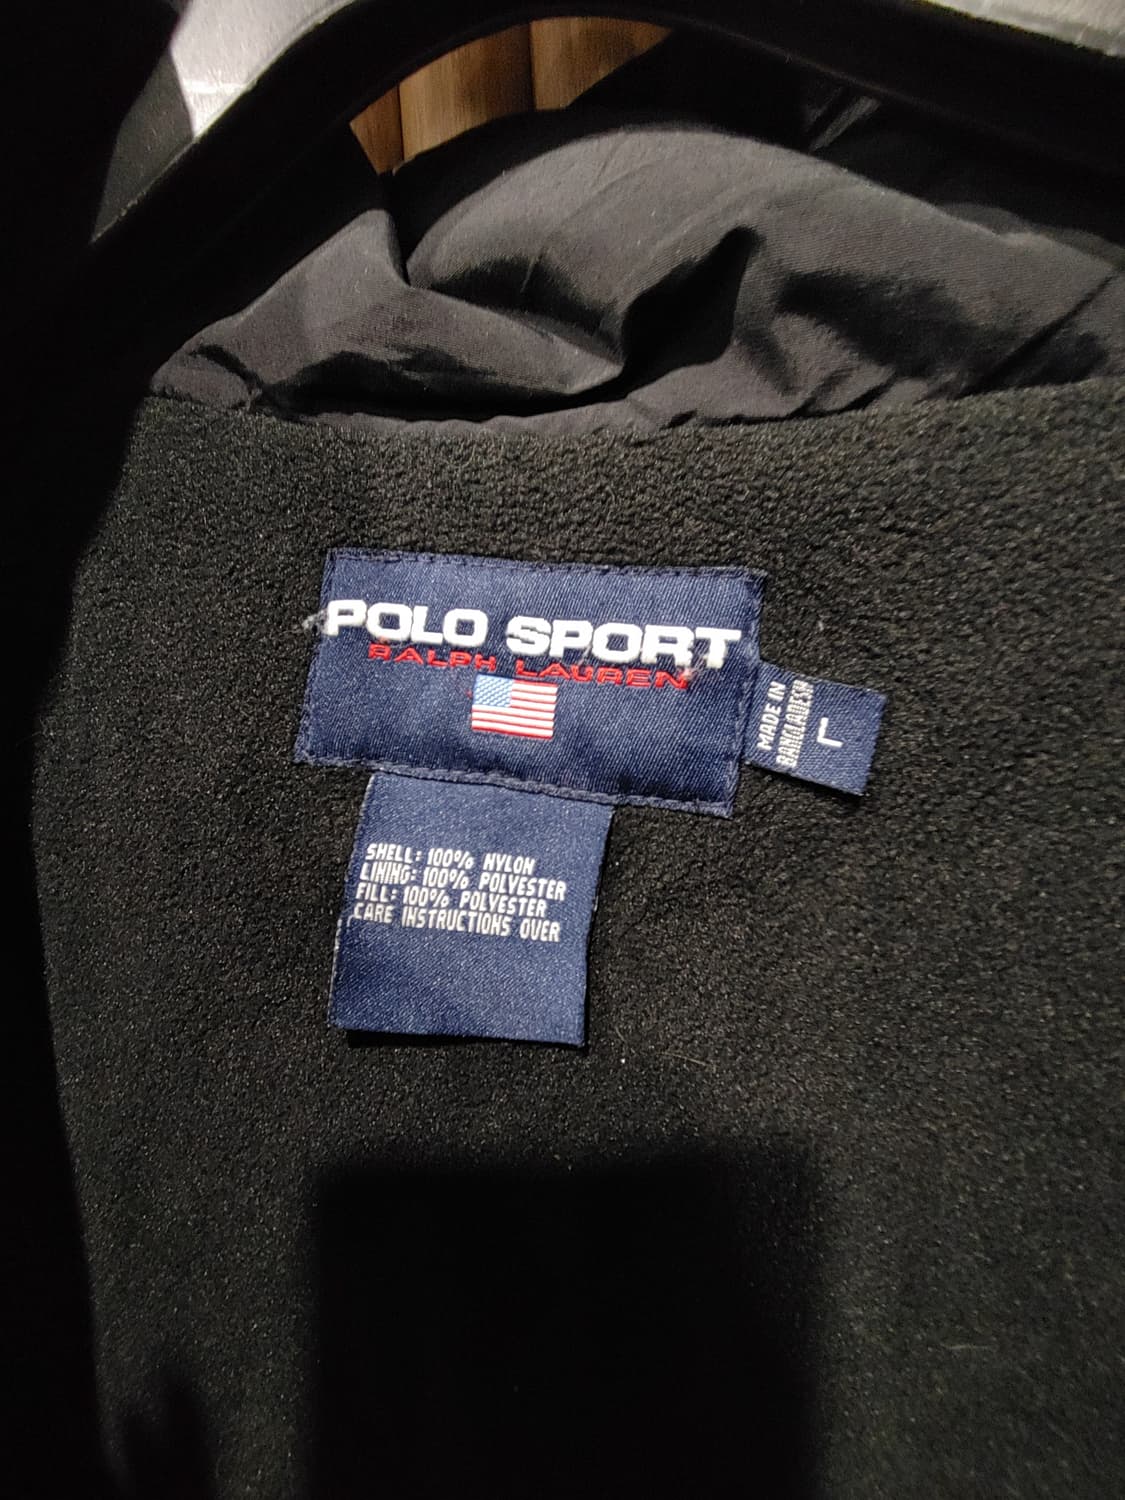 POLO SPORT
RALPH LAUREN
MADE IN
BANGLADESH
L
SHELL: 100% NYLON
LINING: 100% POLYESTER
FILL: 100% POLYESTER
CARE INSTRUCTIONS OVER